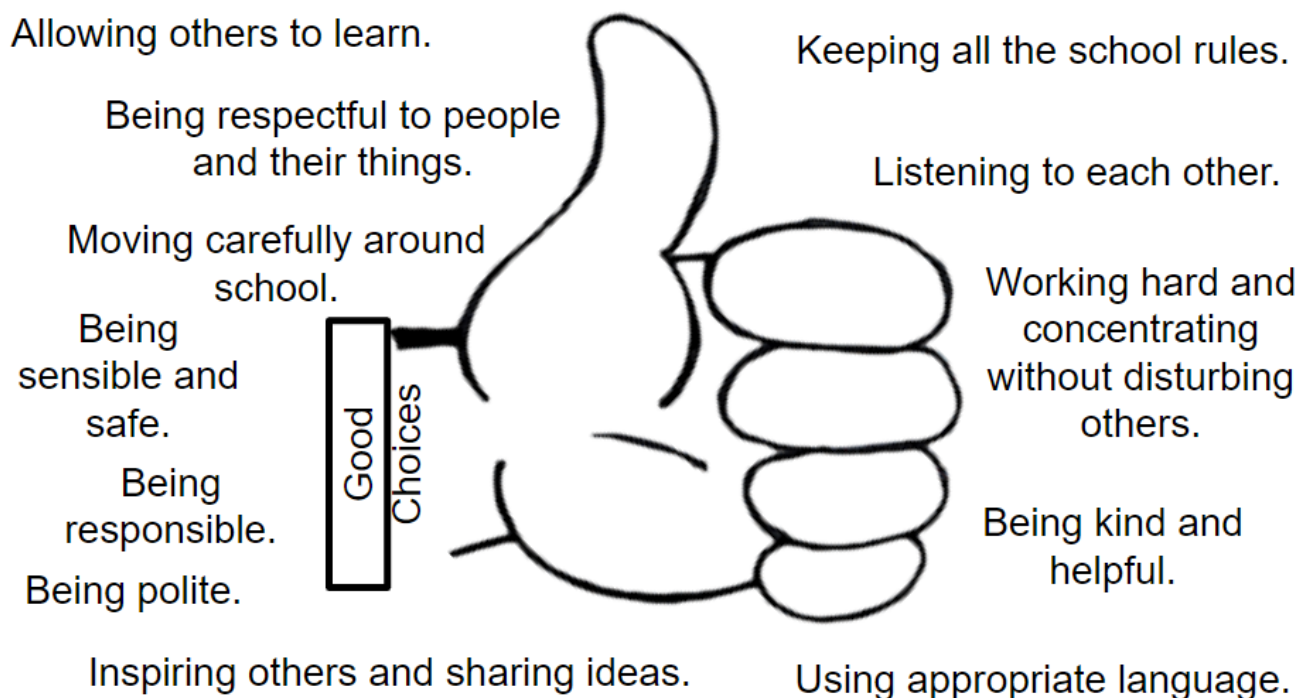 Allowing others to learn.
Keeping all the school rules.
Being respectful to people
and their things.
Listening to each other.
Moving carefully around
school.
Working hard and
concentrating
without disturbing
others.
Being
sensible and
safe.
Good
Choices
Being
responsible.
Being kind and
helpful.
Being polite.
Inspiring others and sharing ideas.
Using appropriate language.